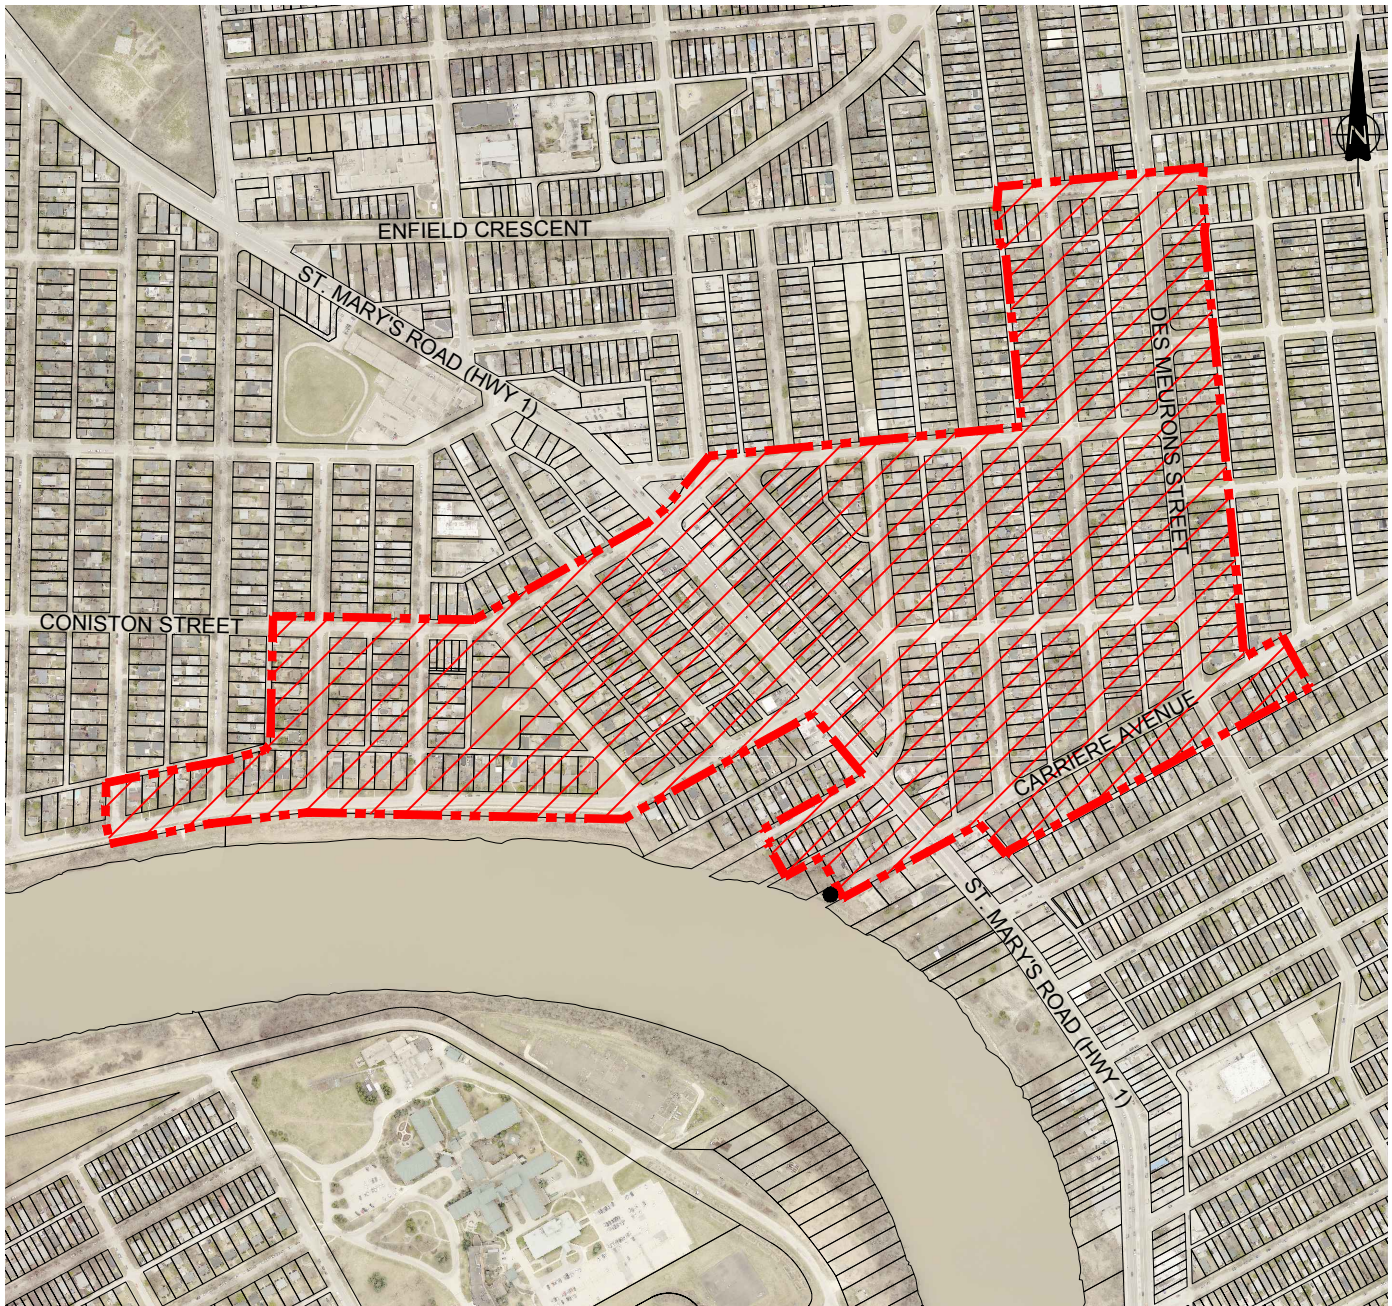 N
ENFIELD CRESCENT
ST. MARY'S ROAD (HWY 1)
DES MEURONS STREET
CONISTON STREET
CARRIERE AVENUE
ST. MARY'S ROAD (HWY 1)